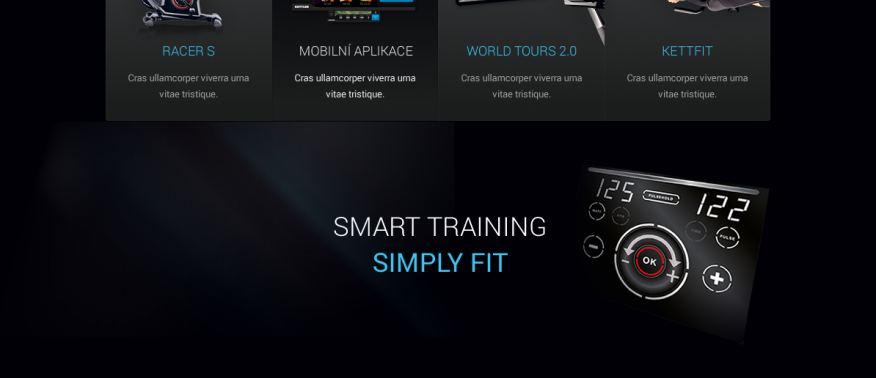 RACER S
MOBILNÍ APLIKACE
WORLD TOURS 2.0
KETTFIT
Cras ullamcorper viverra urna
vitae tristique.
Cras ullamcorper viverra urna
vitae tristique.
Cras ullamcorper viverra urna
vitae tristique.
Cras ullamcorper viverra urna
vitae tristique.
SMART TRAINING
SIMPLY FIT
125
PULSEHOLD
122
PULSE
OK